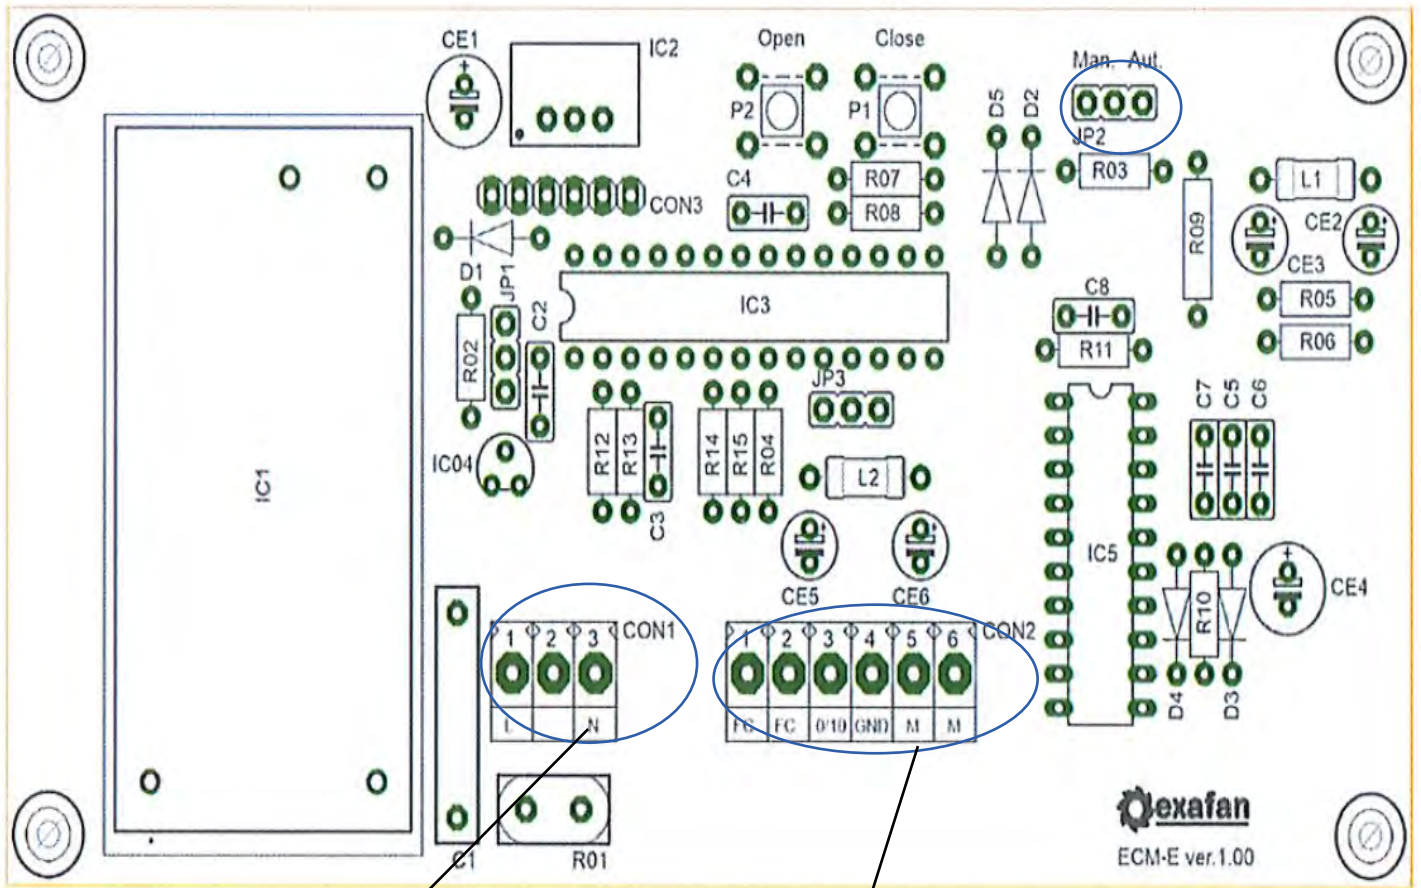 CE1
IC2
Open
Close
Man. Aut.
P2
P1
D5
D2
JP2
R03
L1
C4
R07
R08
CON3
R09
CE2
CE3
D1
JP1
C2
IC3
C8
R05
R02
R11
R06
JP3
C7
C5
C6
IC1
IC04
R12
R13
C3
R14
R15
R04
L2
IC5
CE5
CE6
R10
CE4
1 2 3
CON1
1 2 3 4 5 6
CON2
L N
FC FC 0/10 GND M M
D4
D3
C1
R01
exafan
ECM-E ver.1.00